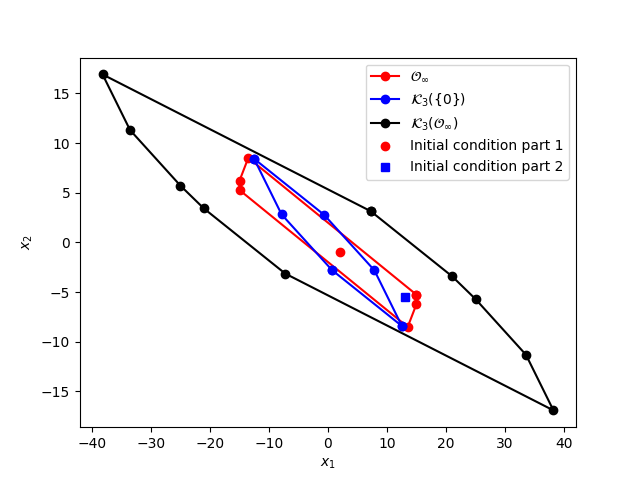 15
10
5
0
−5
−10
−15
x₂
−40
−30
−20
−10
0
10
20
30
40
x₁
𝒪∞
𝒦₃({0})
𝒦₃(𝒪∞)
Initial condition part 1
Initial condition part 2